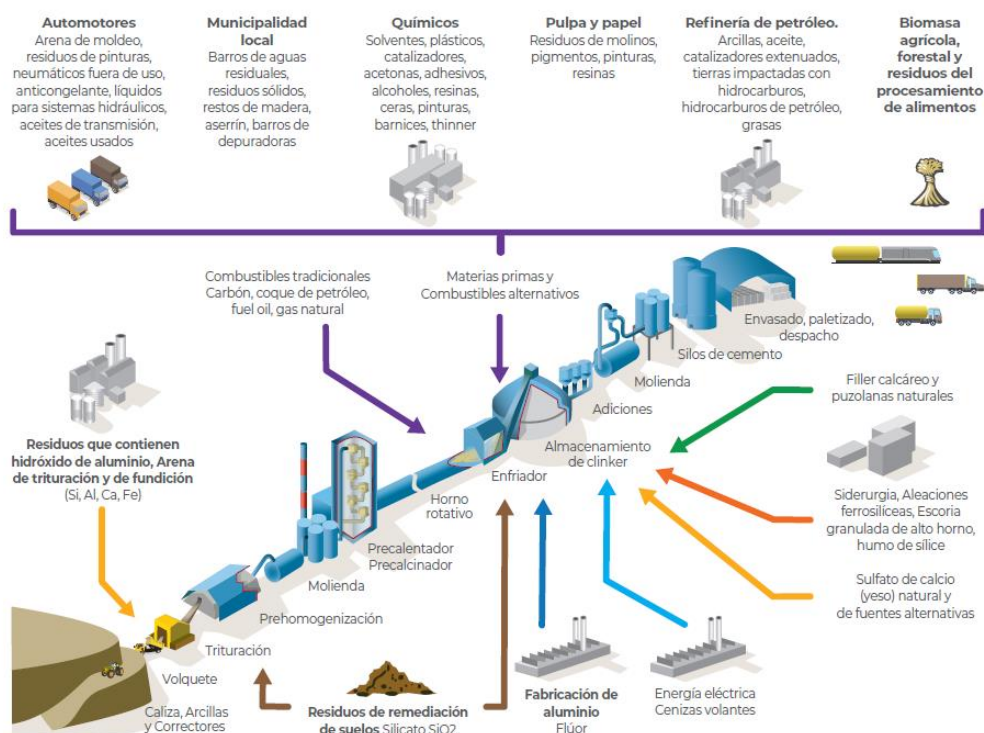 Automotores
Arena de moldeo,
residuos de pinturas,
neumáticos fuera de uso,
anticongelante, líquidos
para sistemas hidráulicos,
aceites de transmisión,
aceites usados
Municipalidad
local
Barros de aguas
residuales,
residuos sólidos,
restos de madera,
aserrín, barros de
depuradoras
Químicos
Solventes, plásticos,
catalizadores,
acetonas, adhesivos,
alcoholes, resinas,
ceras, pinturas,
barnices, thinner
Pulpa y papel
Residuos de molinos,
pigmentos, pinturas,
resinas
Refinería de petróleo.
Arcillas, aceite,
catalizadores extenuados,
tierras impactadas con
hidrocarburos,
hidrocarburos de petróleo,
grasas
Biomasa
agrícola,
forestal y
residuos del
procesamiento
de alimentos
Combustibles tradicionales
Carbón, coque de petróleo,
fuel oil, gas natural
Materias primas y
Combustibles alternativos
Envasado, paletizado,
despacho
Silos de cemento
Molienda
Adiciones
Almacenamiento
de clinker
Enfriador
Horno
rotativo
Precalentador
Precalcinador
Molienda
Prehomogenización
Trituración
Volquete
Caliza, Arcillas
y Correctores
Residuos que contienen
hidróxido de aluminio, Arena
de trituración y de fundición
(Si, Al, Ca, Fe)
Filler calcáreo y
puzolanas naturales
Siderurgia, Aleaciones
ferrosilíceas, Escoria
granulada de alto horno,
humo de sílice
Sulfato de calcio
(yeso) natural y
de fuentes alternativas
Residuos de remediación
de suelos Silicato SiO2
Fabricación de
aluminio
Flúor
Energía eléctrica
Cenizas volantes